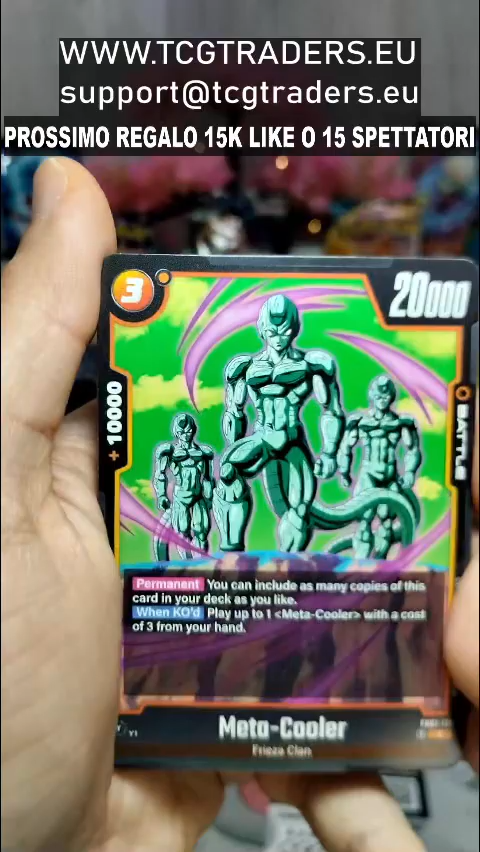 WWW.TCGTRADERS.EU
support@tcgtraders.eu
PROSSIMO REGALO 15K LIKE O 15 SPETTATORI
3
20000
+ 10000
BATTLE
Permanent You can include as many copies of this
card in your deck as you like.
When KO'd Play up to 1 <Meta-Cooler> with a cost
of 3 from your hand.
Meta-Cooler
Frieza Clan